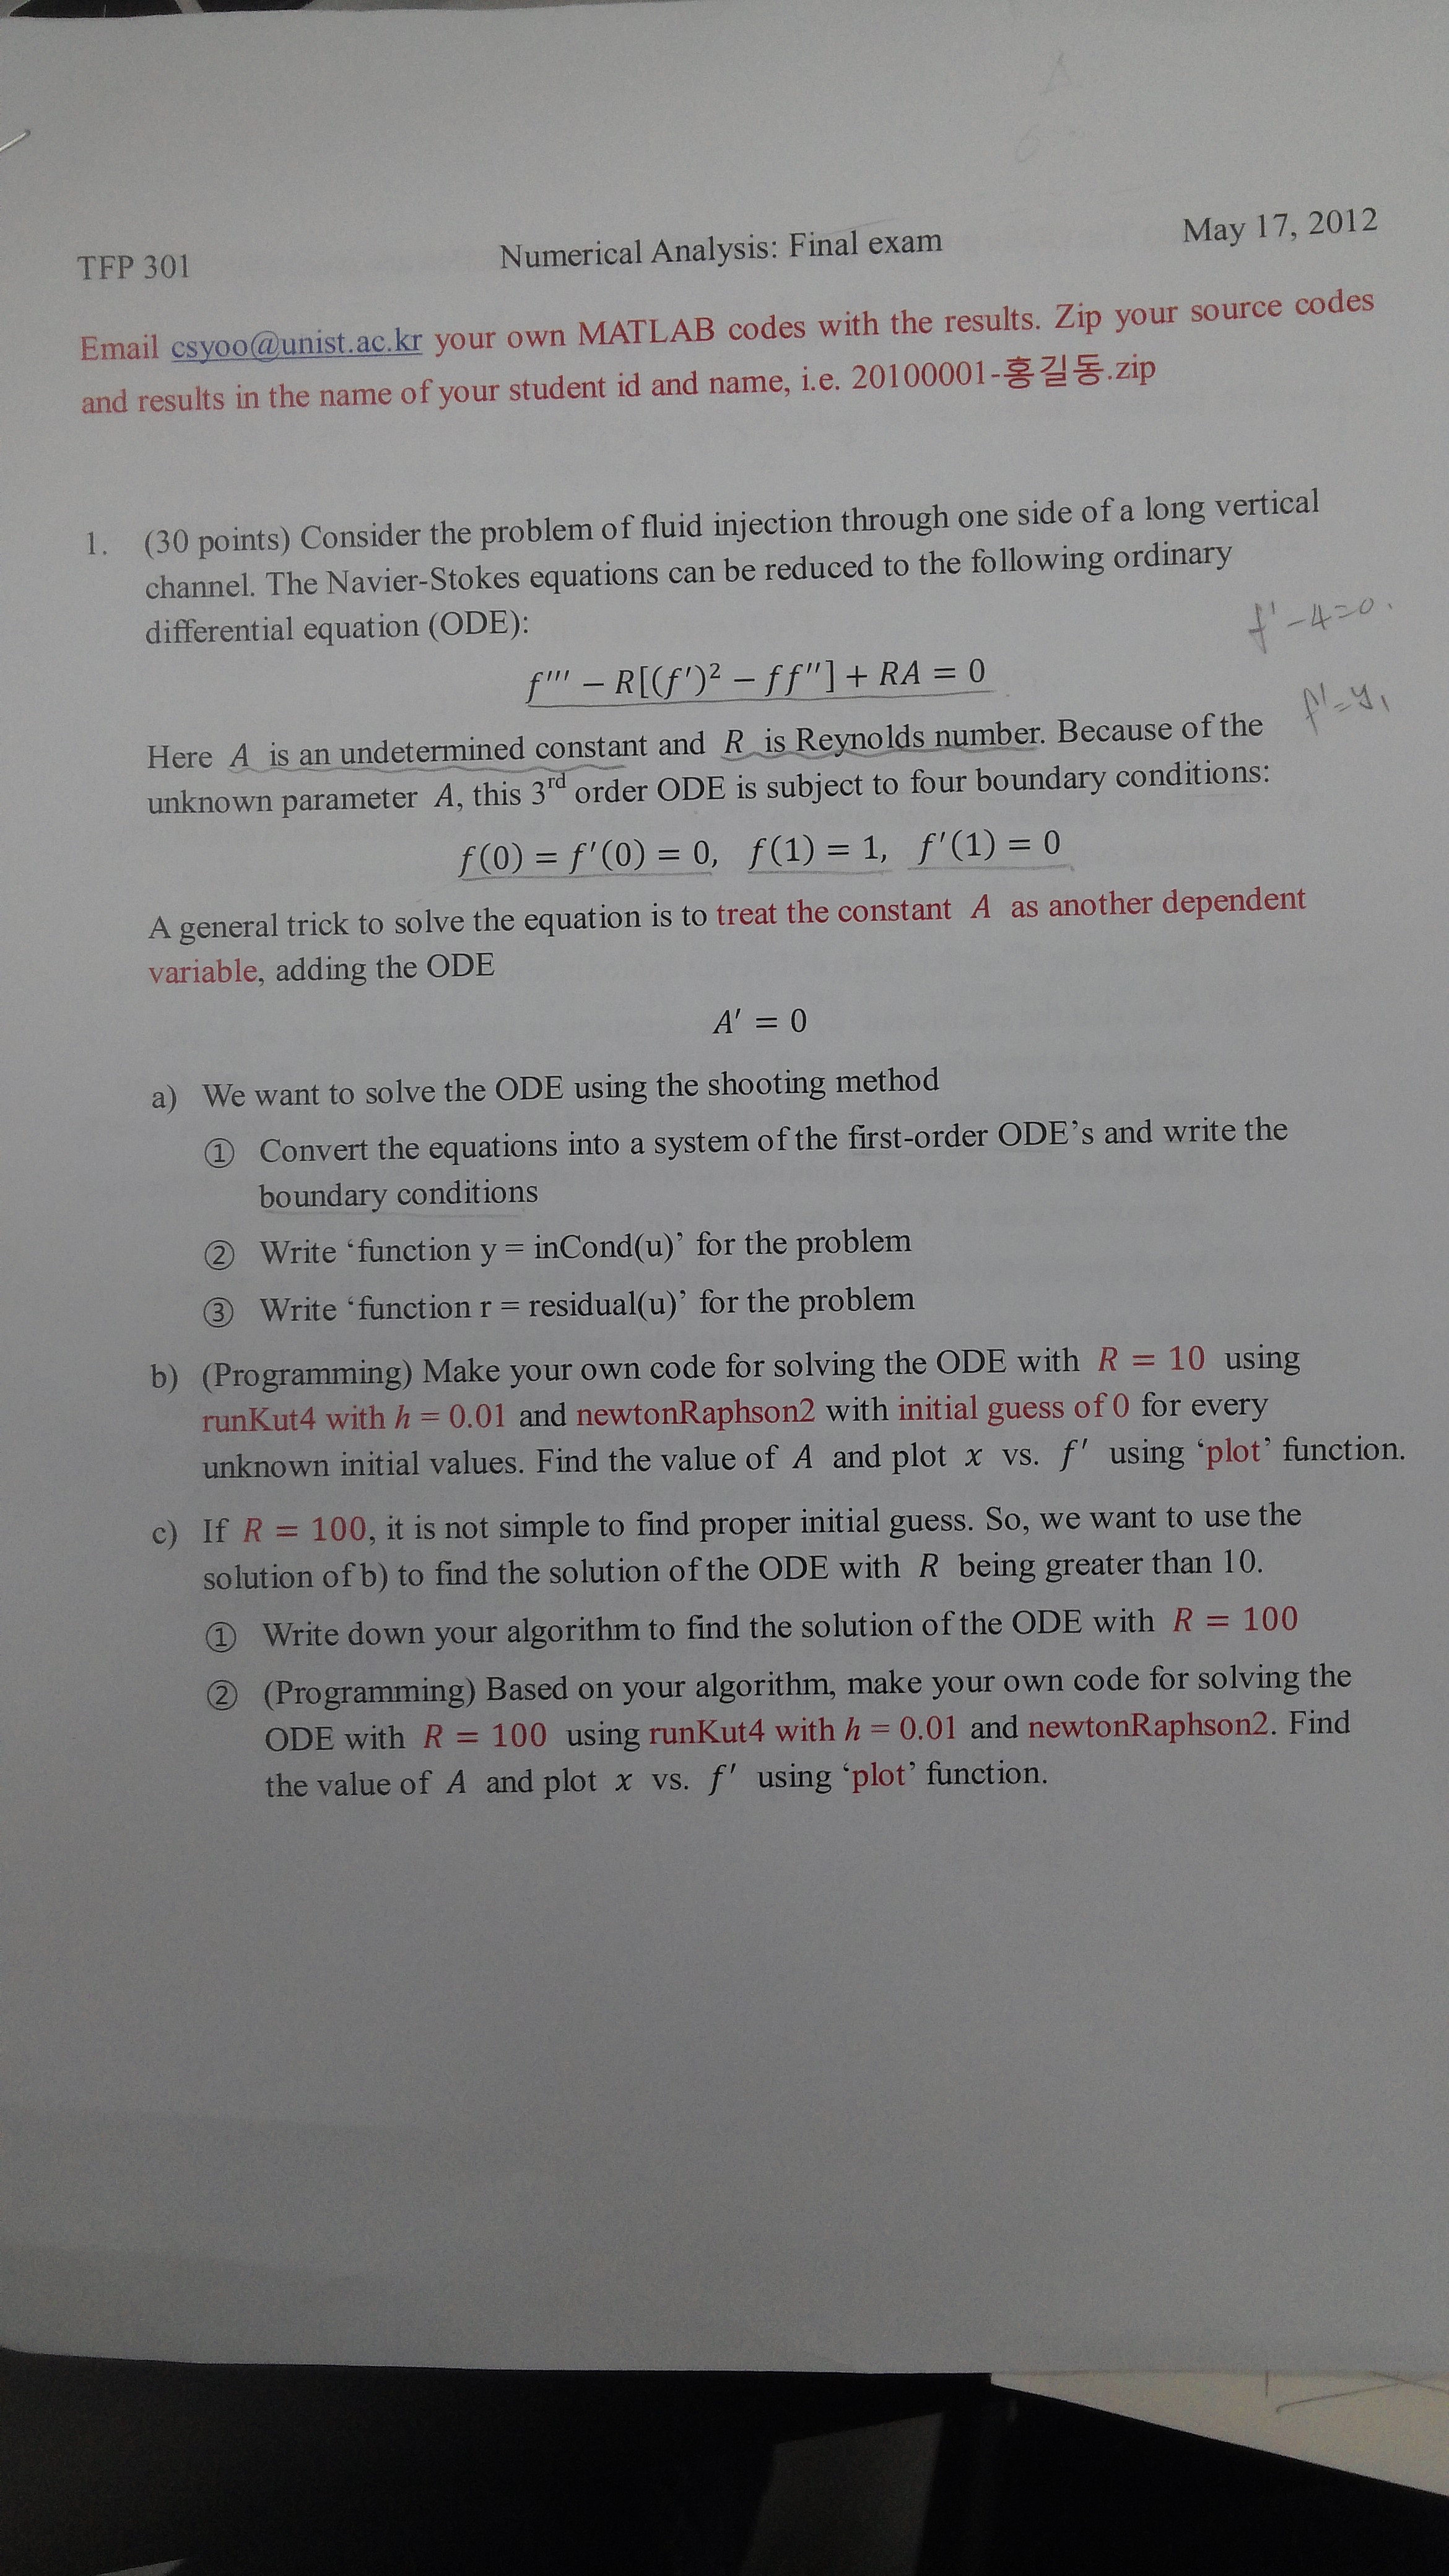 TFP 301 Numerical Analysis: Final exam May 17, 2012
Email csyoo@unist.ac.kr your own MATLAB codes with the results. Zip your source codes
and results in the name of your student id and name, i.e. 20100001-홍길동.zip
1. (30 points) Consider the problem of fluid injection through one side of a long vertical
channel. The Navier-Stokes equations can be reduced to the following ordinary
differential equation (ODE):
f' -4=0.
f''' − R[(f')² − ff''] + RA = 0
f'=y₁
Here A is an undetermined constant and R is Reynolds number. Because of the
unknown parameter A, this 3rd order ODE is subject to four boundary conditions:
f(0) = f'(0) = 0, f(1) = 1, f'(1) = 0
A general trick to solve the equation is to treat the constant A as another dependent
variable, adding the ODE
A' = 0
a) We want to solve the ODE using the shooting method
① Convert the equations into a system of the first-order ODE's and write the
boundary conditions
② Write ‘function y = inCond(u)’ for the problem
③ Write ‘function r = residual(u)’ for the problem
b) (Programming) Make your own code for solving the ODE with R = 10 using
runKut4 with h = 0.01 and newtonRaphson2 with initial guess of 0 for every
unknown initial values. Find the value of A and plot x vs. f' using ‘plot’ function.
c) If R = 100, it is not simple to find proper initial guess. So, we want to use the
solution of b) to find the solution of the ODE with R being greater than 10.
① Write down your algorithm to find the solution of the ODE with R = 100
② (Programming) Based on your algorithm, make your own code for solving the
ODE with R = 100 using runKut4 with h = 0.01 and newtonRaphson2. Find
the value of A and plot x vs. f' using ‘plot’ function.